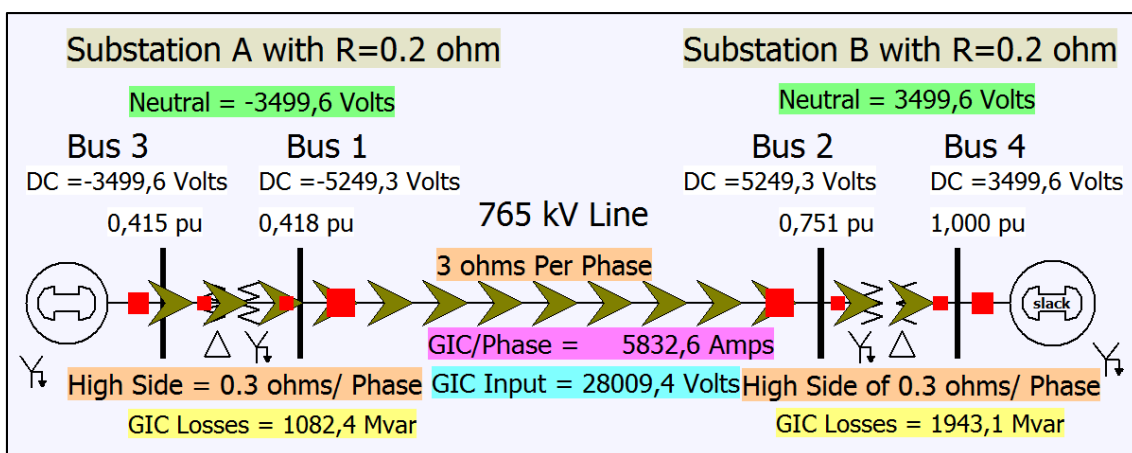 Substation A with R=0.2 ohm
Substation B with R=0.2 ohm
Neutral = -3499,6 Volts
Neutral = 3499,6 Volts
Bus 3
Bus 1
Bus 2
Bus 4
DC =-3499,6 Volts
DC =-5249,3 Volts
DC =5249,3 Volts
DC =3499,6 Volts
0,415 pu
0,418 pu
765 kV Line
0,751 pu
1,000 pu
3 ohms Per Phase
slack
GIC/Phase = 5832,6 Amps
High Side = 0.3 ohms/ Phase
GIC Input = 28009,4 Volts
High Side of 0.3 ohms/ Phase
GIC Losses = 1082,4 Mvar
GIC Losses = 1943,1 Mvar